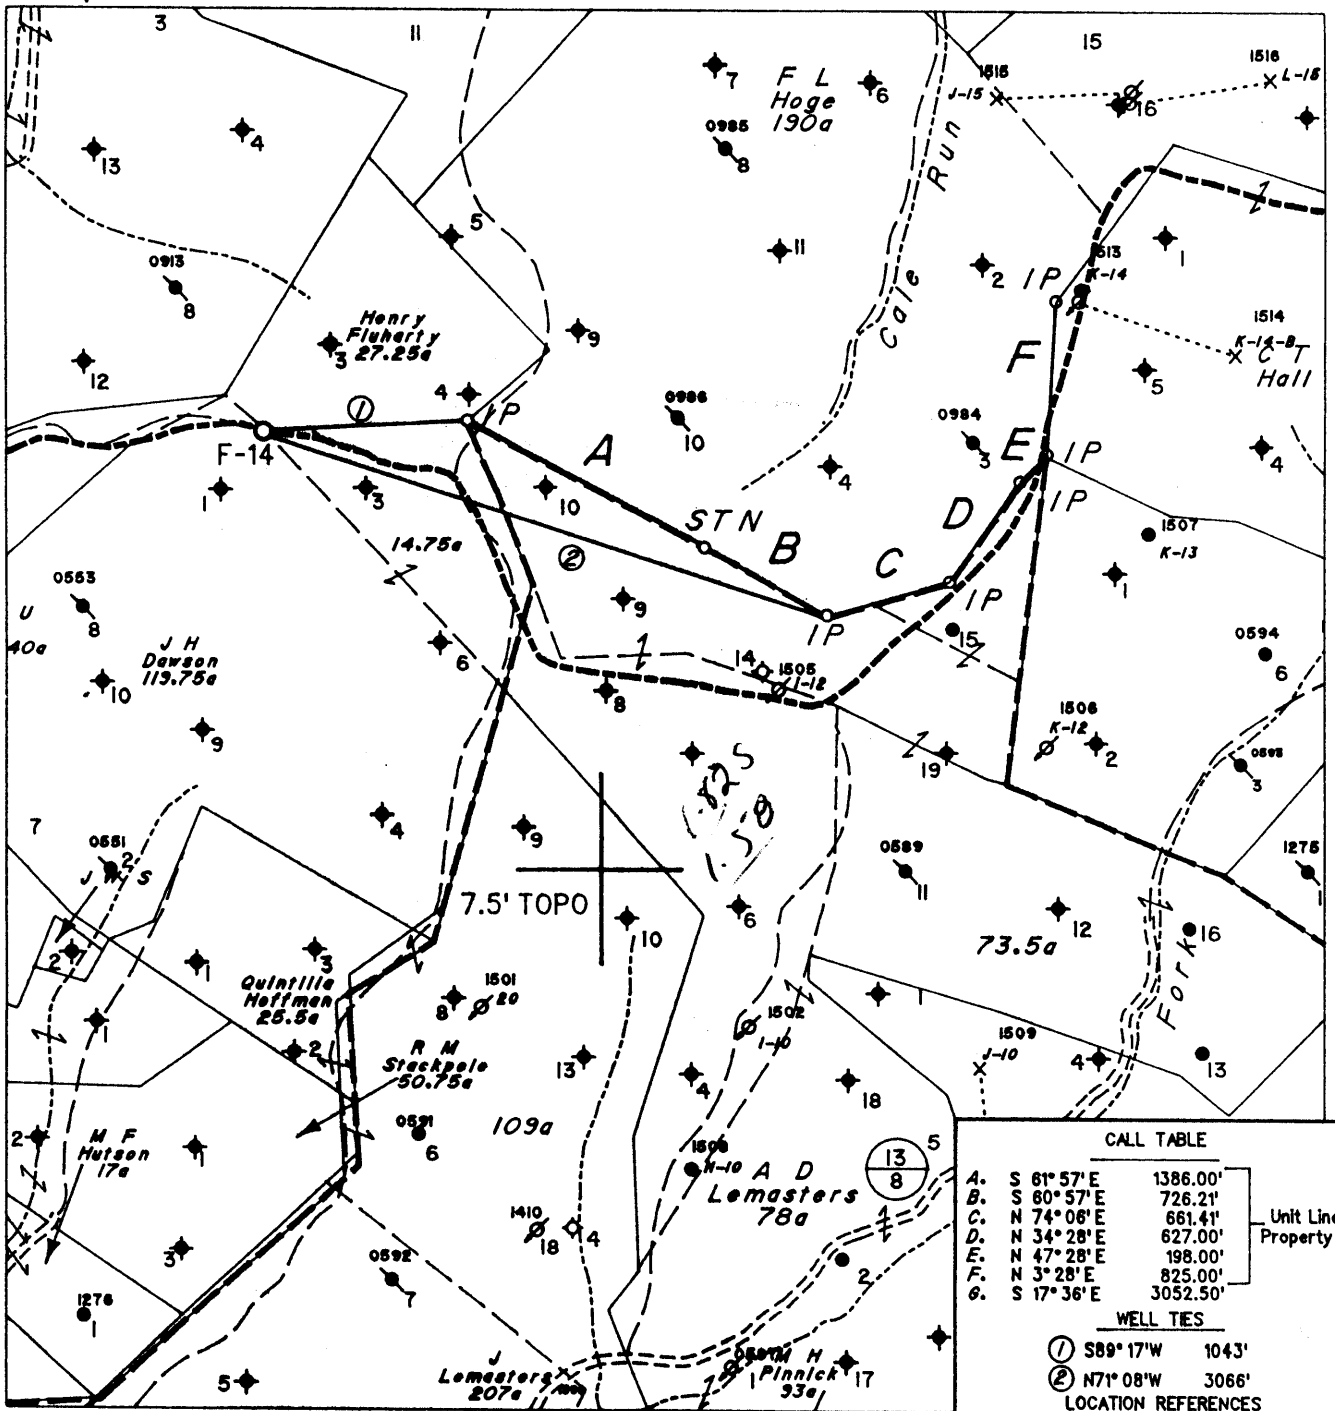 3
11
15
1515
J-15
16
1516
L-15
7
F L
Hoge
190a
6
4
13
0985
8
Cale Run
5
11
2
1
1513
K-14
IP
0913
8
1514
K-14-B
C T
Hall
Henry
Fluharty
27.25a
3
9
12
F
5
4
IP
1
0986
10
0984
3
F-14
A
E
IP
4
1
3
10
4
STN
D
IP
14.75a
2
B
C
1507
K-13
1
0553
8
9
IP
IP
15
U
40a
J H
Dawson
119.75a
6
14
1505
I-12
0594
6
10
8
1506
K-12
2
9
19
0593
3
825
58
7
4
9
0551
2
J W S
0589
11
1275
1
7.5' TOPO
6
10
12
16
73.5a
2
1
3
Quintilla
Hoffman
25.5a
8
1501
20
1
1502
I-10
Fork
1
2
R M
Stackpole
50.75a
13
4
18
1509
J-10
4
13
2
M F
Hutson
17a
1
0591
6
109a
1508
H-10
A D
Lemasters
78a
13
8
5
3
1410
18
4
0592
7
2
1276
1
5
J
Lemasters
207a
1
M H
Pinnick
93a
17
CALL TABLE
A. S 61° 57' E 1386.00'
B. S 60° 57' E 726.21'
C. N 74° 06' E 661.41'
D. N 34° 28' E 627.00'
E. N 47° 28' E 198.00'
F. N 3° 28' E 825.00'
G. S 17° 36' E 3052.50'
Unit Line
Property
WELL TIES
1 S89° 17'W 1043'
2 N71° 08'W 3066'
LOCATION REFERENCES